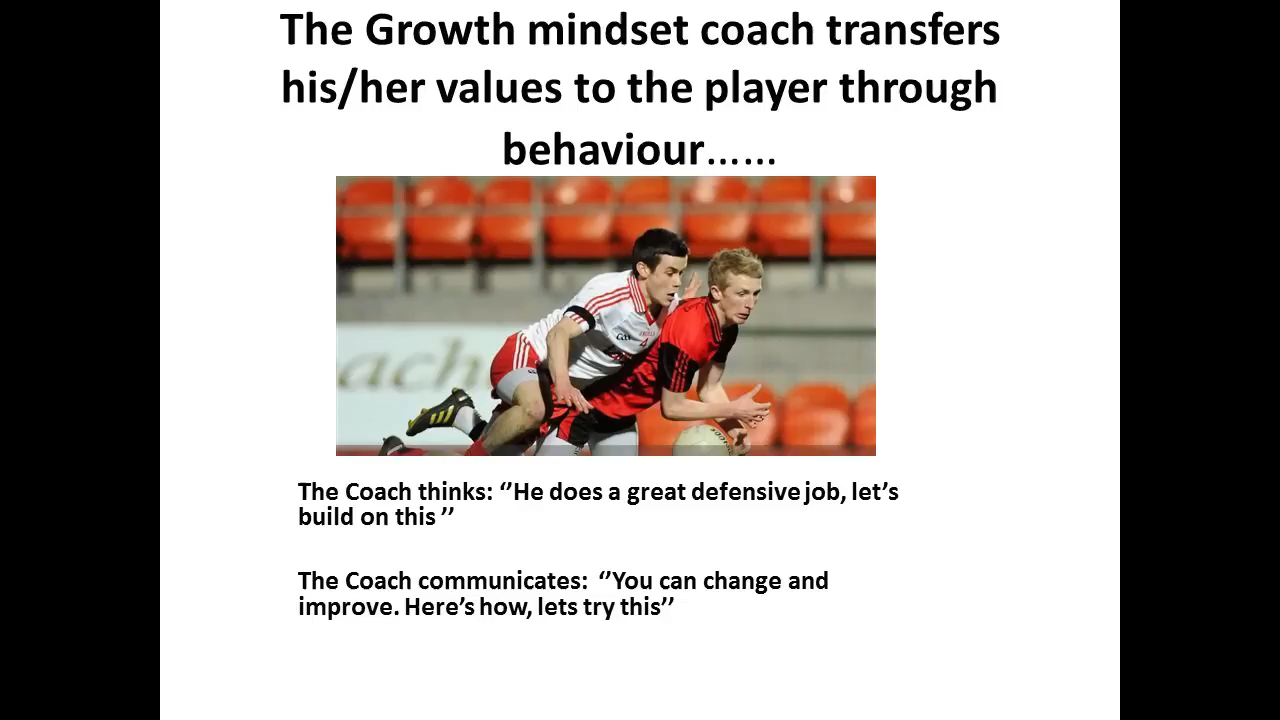 The Growth mindset coach transfers
his/her values to the player through
behaviour......
oach
The Coach thinks: ‘’He does a great defensive job, let’s
build on this ’’
The Coach communicates:  ‘’You can change and
improve. Here’s how, lets try this’’